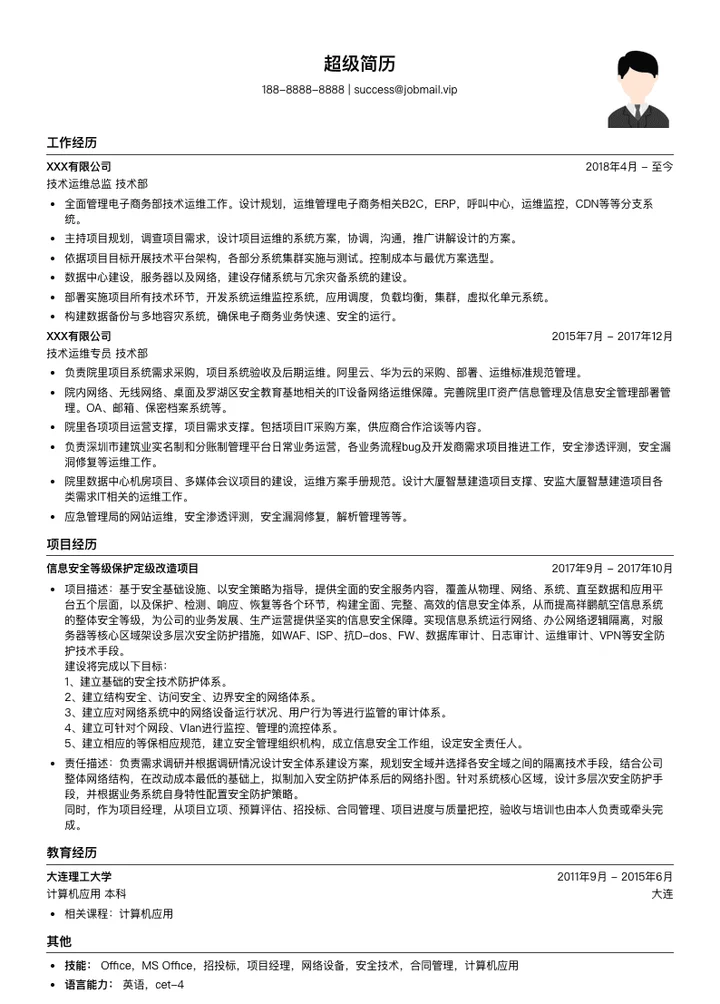 超级简历
188-8888-8888 | success@jobmail.vip
工作经历
XXX有限公司 2018年4月 - 至今
技术运维总监 技术部
• 全面管理电子商务部技术运维工作。设计规划，运维管理电子商务相关B2C，ERP，呼叫中心，运维监控，CDN等等分支系
统。
• 主持项目规划，调查项目需求，设计项目运维的系统方案，协调，沟通，推广讲解设计的方案。
• 依据项目目标开展技术平台架构，各部分系统集群实施与测试。控制成本与最优方案选型。
• 数据中心建设，服务器以及网络，建设存储系统与冗余灾备系统的建设。
• 部署实施项目所有技术环节，开发系统运维监控系统，应用调度，负载均衡，集群，虚拟化单元系统。
• 构建数据备份与多地容灾系统，确保电子商务业务快速、安全的运行。
XXX有限公司 2015年7月 - 2017年12月
技术运维专员 技术部
• 负责院里项目系统需求采购，项目系统验收及后期运维。阿里云、华为云的采购、部署、运维标准规范管理。
• 院内网络、无线网络、桌面及罗湖区安全教育基地相关的IT设备网络运维保障。完善院里IT资产信息管理及信息安全管理部署管
理。OA、邮箱、保密档案系统等。
• 院里各项项目运营支撑，项目需求支撑。包括项目IT采购方案，供应商合作洽谈等内容。
• 负责深圳市建筑业实名制和分账制管理平台日常业务运营，各业务流程bug及开发商需求项目推进工作，安全渗透评测，安全漏
洞修复等运维工作。
• 院里数据中心机房项目、多媒体会议项目的建设，运维方案手册规范。设计大厦智慧建造项目支撑、安监大厦智慧建造项目各
类需求IT相关的运维工作。
• 应急管理局的网站运维，安全渗透评测，安全漏洞修复，解析管理等等。
项目经历
信息安全等级保护定级改造项目 2017年9月 - 2017年10月
• 项目描述：基于安全基础设施、以安全策略为指导，提供全面的安全服务内容，覆盖从物理、网络、系统、直至数据和应用平
台五个层面，以及保护、检测、响应、恢复等各个环节，构建全面、完整、高效的信息安全体系，从而提高祥鹏航空信息系统
的整体安全等级，为公司的业务发展、生产运营提供坚实的信息安全保障。实现信息系统运行网络、办公网络逻辑隔离，对服
务器等核心区域架设多层次安全防护措施，如WAF、ISP、抗D-dos、FW、数据库审计、日志审计、运维审计、VPN等安全防
护技术手段。
建设将完成以下目标：
1、建立基础的安全技术防护体系。
2、建立结构安全、访问安全、边界安全的网络体系。
3、建立应对网络系统中的网络设备运行状况、用户行为等进行监管的审计体系。
4、建立可针对个网段、Vlan进行监控、管理的流控体系。
5、建立相应的等保相应规范，建立安全管理组织机构，成立信息安全工作组，设定安全责任人。
• 责任描述：负责需求调研并根据调研情况设计安全体系建设方案，规划安全域并选择各安全域之间的隔离技术手段，结合公司
整体网络结构，在改动成本最低的基础上，拟制加入安全防护体系后的网络扑图。针对系统核心区域，设计多层次安全防护手
段，并根据业务系统自身特性配置安全防护策略。
同时，作为项目经理，从项目立项、预算评估、招投标、合同管理、项目进度与质量把控，验收与培训也由本人负责或牵头完
成。
教育经历
大连理工大学 2011年9月 - 2015年6月
计算机应用 本科 大连
• 相关课程：计算机应用
其他
• 技能： Office，MS Office，招投标，项目经理，网络设备，安全技术，合同管理，计算机应用
• 语言能力： 英语，cet-4